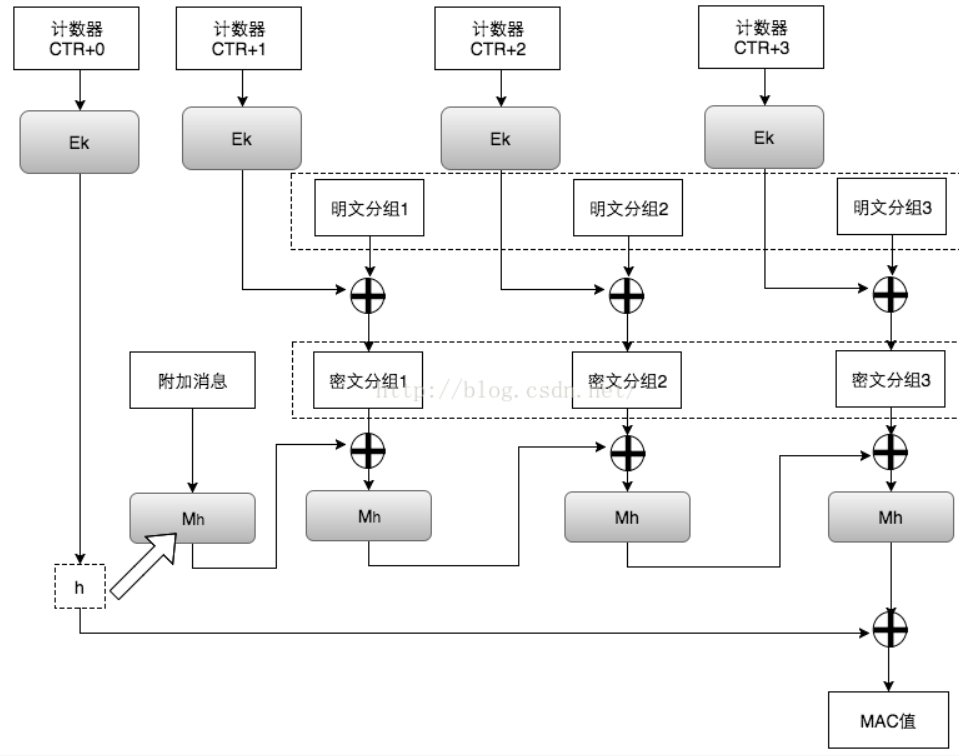 计数器
CTR+0
计数器
CTR+1
计数器
CTR+2
计数器
CTR+3
Ek
Ek
Ek
Ek
明文分组1
明文分组2
明文分组3
附加消息
密文分组1
密文分组2
密文分组3
http://blog.csdn.net/
Mh
Mh
Mh
Mh
h
MAC值